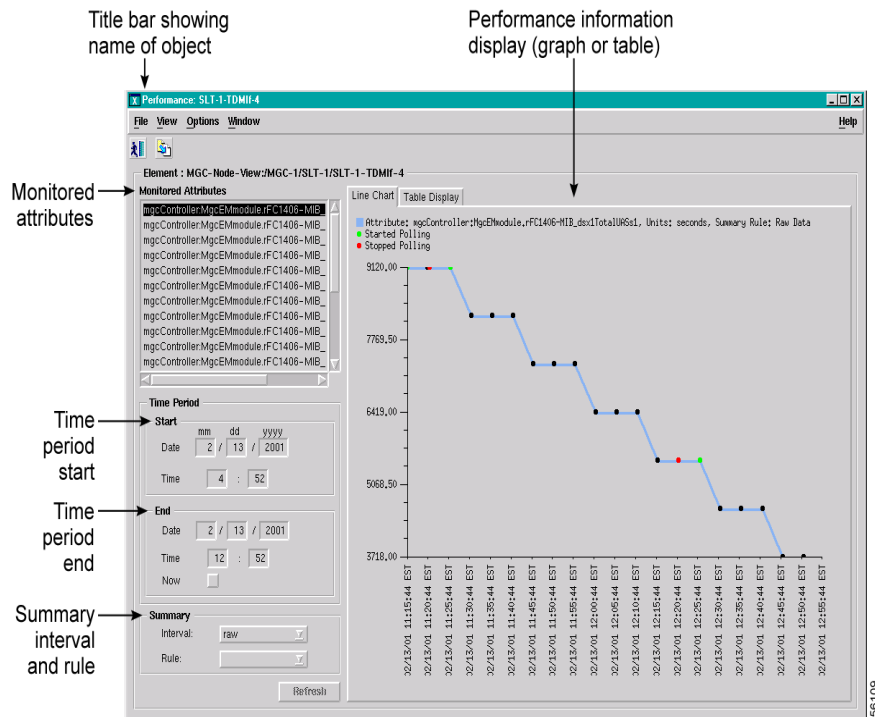 Title bar showing
name of object
Performance information
display (graph or table)
Performance: SLT-1-TDMIf-4
File View Options Window Help
Element : MGC-Node-View:/MGC-1/SLT-1/SLT-1-TDMIf-4
Monitored
attributes
Monitored Attributes
mgcController:MgcEMmodule.rFC1406-MIB_
mgcController:MgcEMmodule.rFC1406-MIB_
mgcController:MgcEMmodule.rFC1406-MIB_
mgcController:MgcEMmodule.rFC1406-MIB_
mgcController:MgcEMmodule.rFC1406-MIB_
mgcController:MgcEMmodule.rFC1406-MIB_
mgcController:MgcEMmodule.rFC1406-MIB_
mgcController:MgcEMmodule.rFC1406-MIB_
mgcController:MgcEMmodule.rFC1406-MIB_
mgcController:MgcEMmodule.rFC1406-MIB_
mgcController:MgcEMmodule.rFC1406-MIB_
Line Chart Table Display
Attribute: mgcController:MgcEMmodule.rFC1406-MIB_dsx1TotalUASs1, Units: seconds, Summary Rule: Raw Data
Started Polling
Stopped Polling
9120,00
7769,50
6419,00
5068,50
3718,00
02/13/01 11:15:44 EST
02/13/01 11:20:44 EST
02/13/01 11:25:44 EST
02/13/01 11:30:44 EST
02/13/01 11:35:44 EST
02/13/01 11:40:44 EST
02/13/01 11:45:44 EST
02/13/01 11:50:44 EST
02/13/01 11:55:44 EST
02/13/01 12:00:44 EST
02/13/01 12:05:44 EST
02/13/01 12:10:44 EST
02/13/01 12:15:44 EST
02/13/01 12:20:44 EST
02/13/01 12:25:44 EST
02/13/01 12:30:44 EST
02/13/01 12:35:44 EST
02/13/01 12:40:44 EST
02/13/01 12:45:44 EST
02/13/01 12:50:44 EST
02/13/01 12:55:44 EST
Time Period
Time
period
start
Start
mm dd yyyy
Date 2 / 13 / 2001
Time 4 : 52
Time
period
end
End
Date 2 / 13 / 2001
Time 12 : 52
Now
Summary
interval
and rule
Summary
Interval: raw
Rule:
Refresh
56109